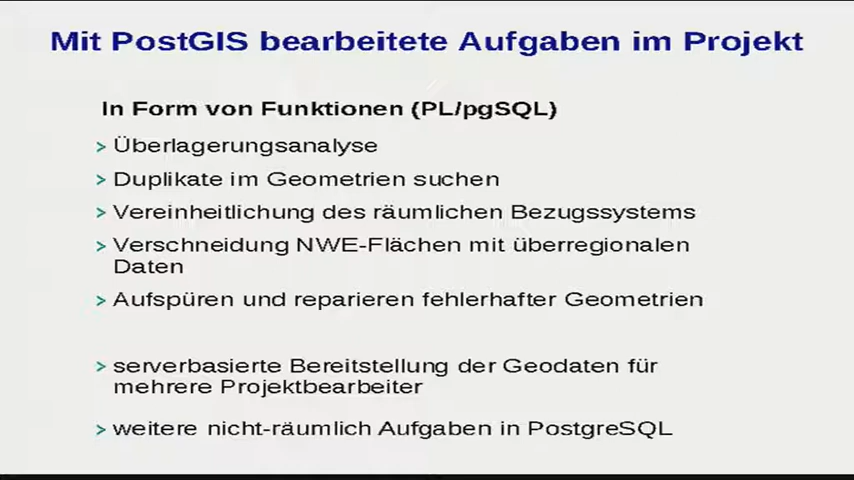 Mit PostGIS bearbeitete Aufgaben im Projekt
In Form von Funktionen (PL/pgSQL)
> Überlagerungsanalyse
> Duplikate im Geometrien suchen
> Vereinheitlichung des räumlichen Bezugssystems
> Verschneidung NWE-Flächen mit überregionalen
Daten
> Aufspüren und reparieren fehlerhafter Geometrien
> serverbasierte Bereitstellung der Geodaten für
mehrere Projektbearbeiter
> weitere nicht-räumlich Aufgaben in PostgreSQL